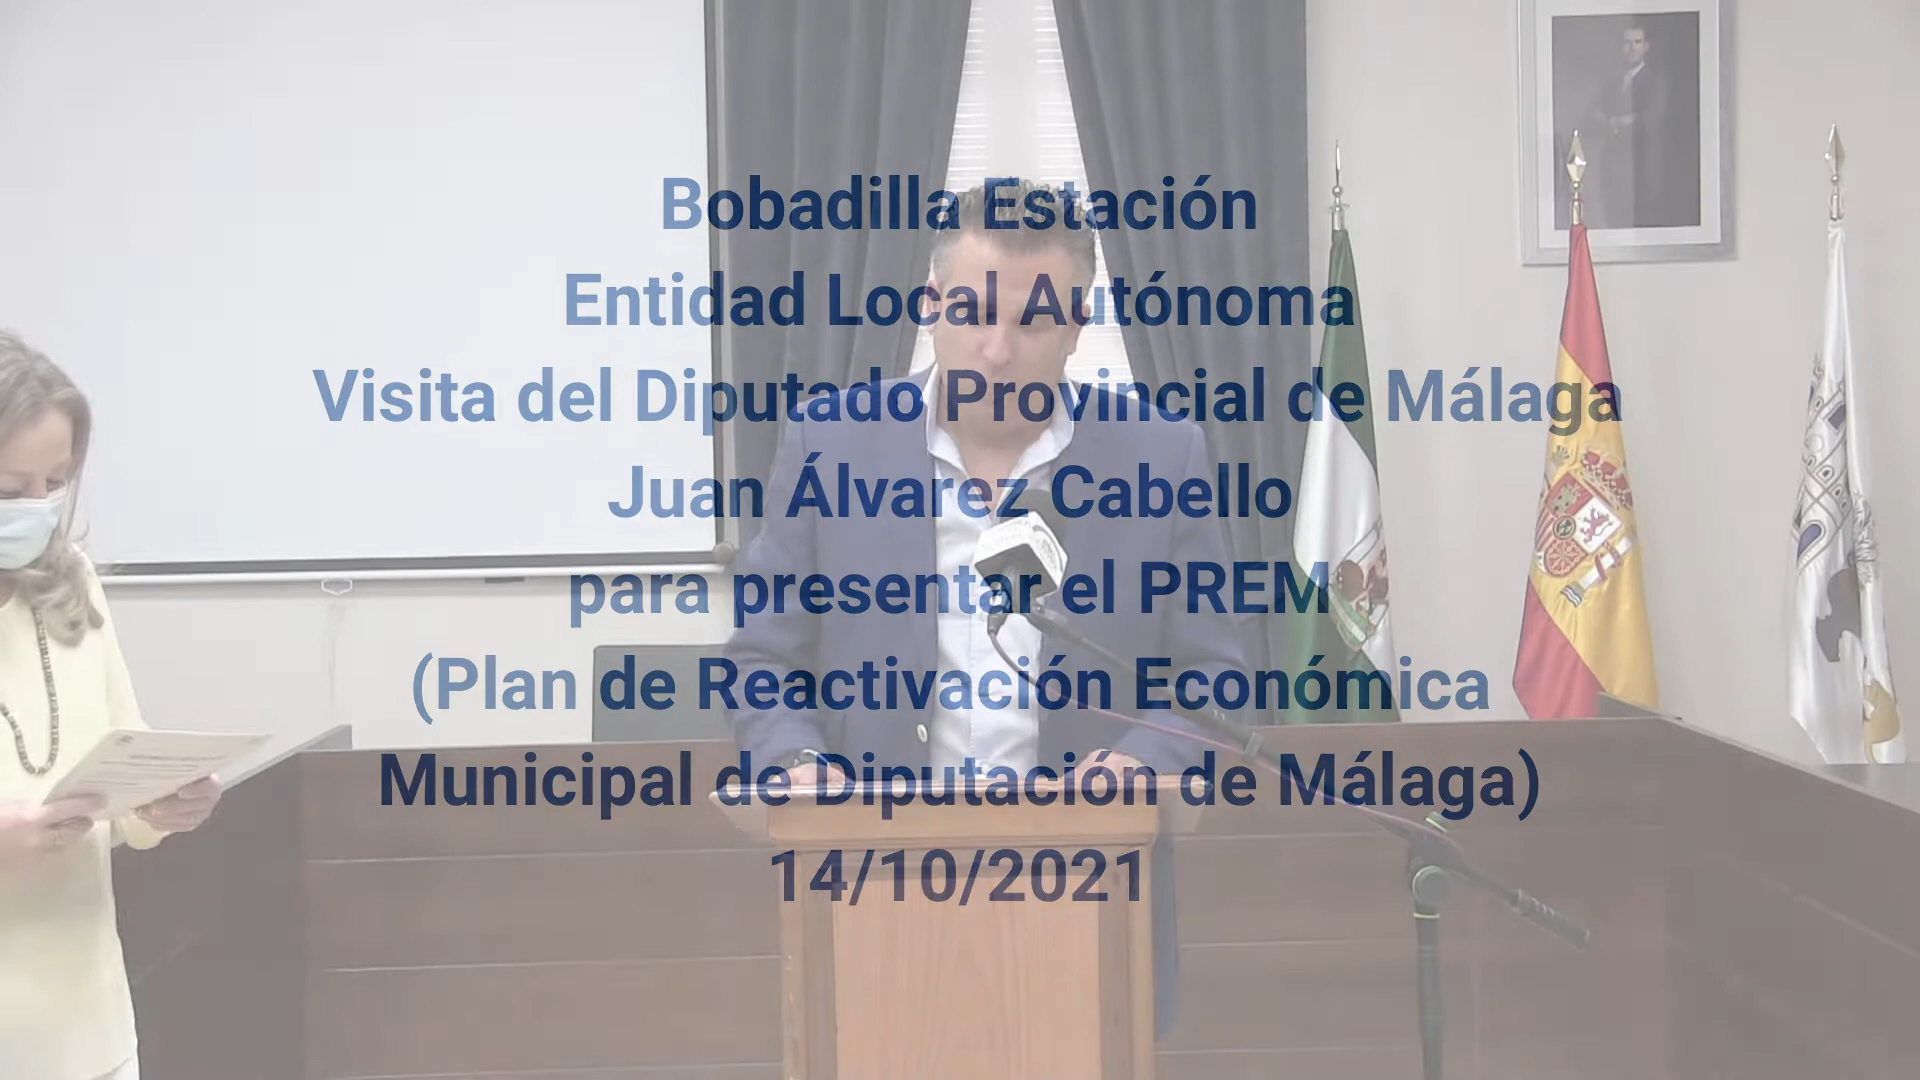 Bobadilla Estación
Entidad Local Autónoma
Visita del Diputado Provincial de Málaga
Juan Álvarez Cabello
para presentar el PREM
(Plan de Reactivación Económica
Municipal de Diputación de Málaga)
14/10/2021